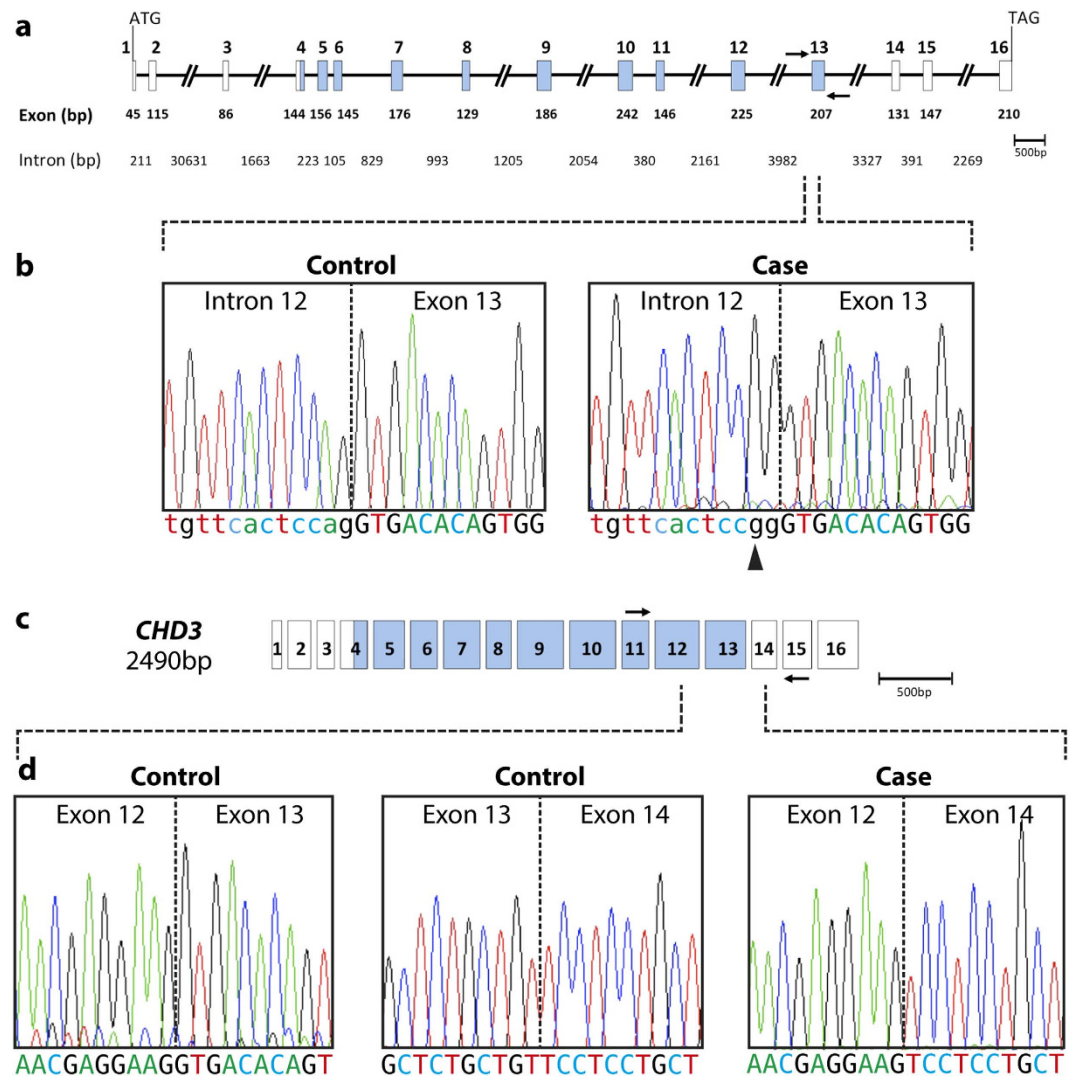 a
ATG TAG
1 2 3 4 5 6 7 8 9 10 11 12 13 14 15 16
Exon (bp) 45 115 86 144 156 145 176 129 186 242 146 225 207 131 147 210
500bp
Intron (bp) 211 30631 1663 223 105 829 993 1205 2054 380 2161 3982 3327 391 2269
b
Control Case
Intron 12 Exon 13 Intron 12 Exon 13
tgttcactccagGTGACACAGTGG tgttcactccggGTGACACAGTGG
c
CHD3
2490bp
1 2 3 4 5 6 7 8 9 10 11 12 13 14 15 16
500bp
d
Control Control Case
Exon 12 Exon 13 Exon 13 Exon 14 Exon 12 Exon 14
AACGAGGAAGGTGACACAGT GCTCTGCTGTTCCTCCTGCT AACGAGGAAGTCCTCCTGCT